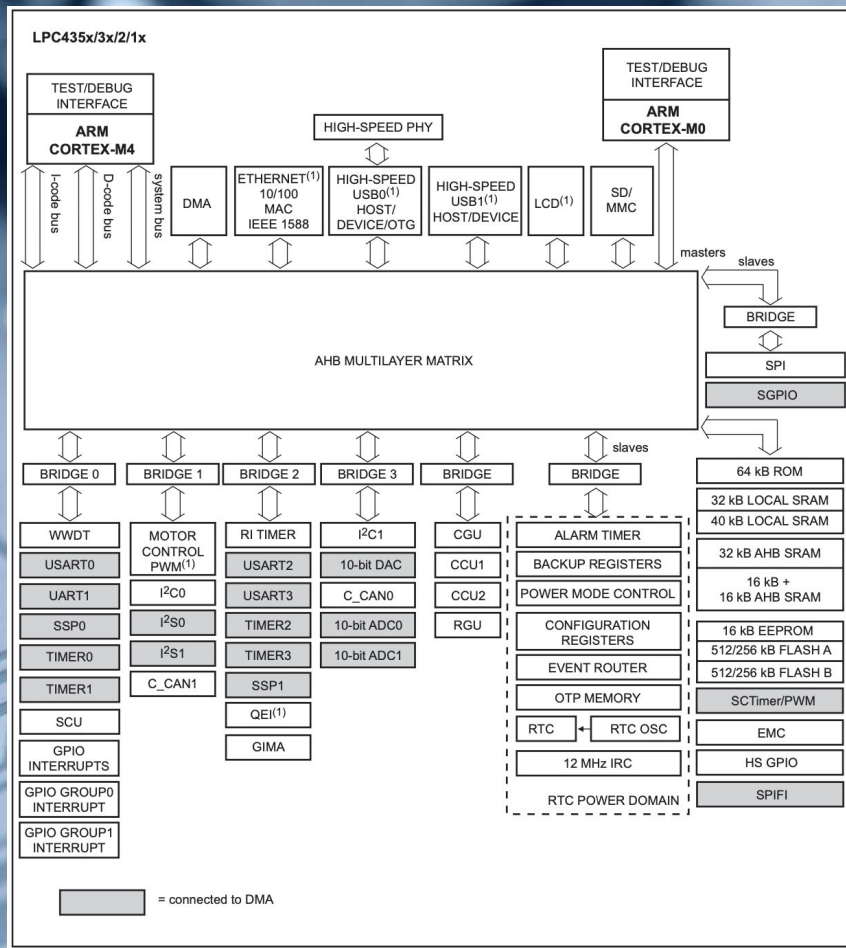 LPC435x/3x/2/1x
TEST/DEBUG
INTERFACE
ARM
CORTEX-M4
TEST/DEBUG
INTERFACE
ARM
CORTEX-M0
HIGH-SPEED PHY
I-code bus
D-code bus
system bus
DMA
ETHERNET(1)
10/100
MAC
IEEE 1588
HIGH-SPEED
USB0(1)
HOST/
DEVICE/OTG
HIGH-SPEED
USB1(1)
HOST/DEVICE
LCD(1)
SD/
MMC
masters
slaves
BRIDGE
SPI
SGPIO
AHB MULTILAYER MATRIX
slaves
BRIDGE 0
BRIDGE 1
BRIDGE 2
BRIDGE 3
BRIDGE
BRIDGE
WWDT
USART0
UART1
SSP0
TIMER0
TIMER1
SCU
GPIO
INTERRUPTS
GPIO GROUP0
INTERRUPT
GPIO GROUP1
INTERRUPT
MOTOR
CONTROL
PWM(1)
I²C0
I²S0
I²S1
C_CAN1
RI TIMER
USART2
USART3
TIMER2
TIMER3
SSP1
QEI(1)
GIMA
I²C1
10-bit DAC
C_CAN0
10-bit ADC0
10-bit ADC1
CGU
CCU1
CCU2
RGU
ALARM TIMER
BACKUP REGISTERS
POWER MODE CONTROL
CONFIGURATION
REGISTERS
EVENT ROUTER
OTP MEMORY
RTC
RTC OSC
12 MHz IRC
RTC POWER DOMAIN
64 kB ROM
32 kB LOCAL SRAM
40 kB LOCAL SRAM
32 kB AHB SRAM
16 kB +
16 kB AHB SRAM
16 kB EEPROM
512/256 kB FLASH A
512/256 kB FLASH B
SCTimer/PWM
EMC
HS GPIO
SPIFI
= connected to DMA